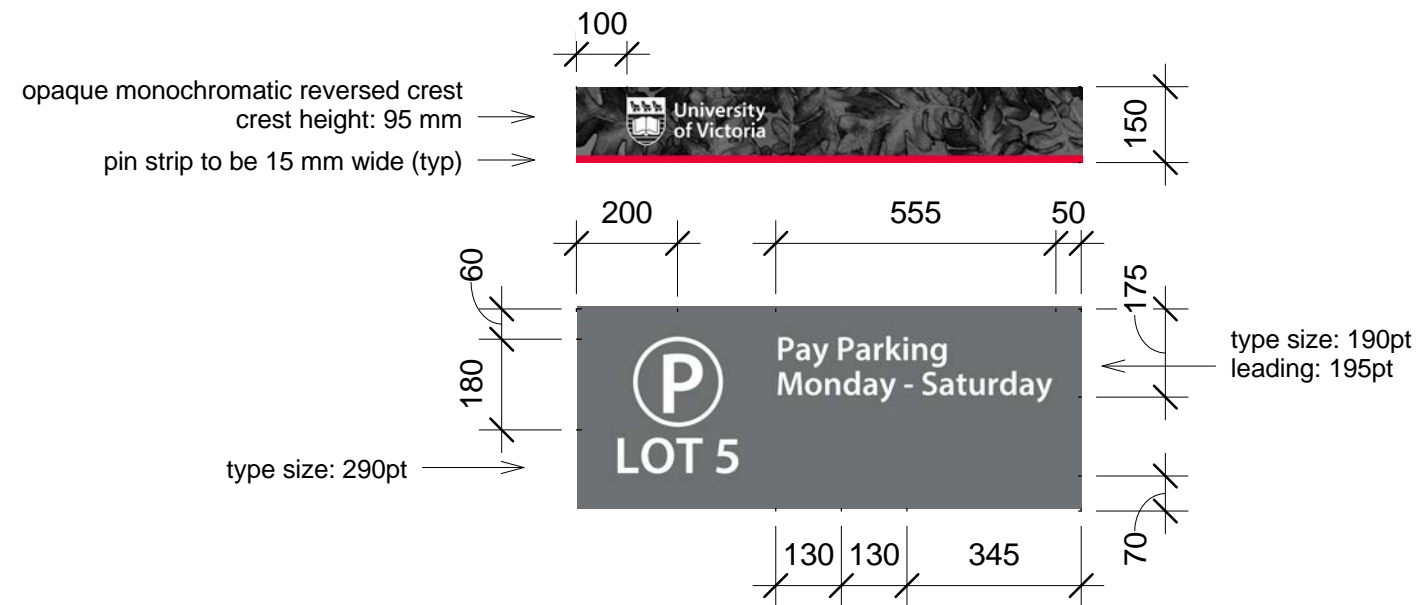 100
opaque monochromatic reversed crest
crest height: 95 mm
pin strip to be 15 mm wide (typ)
University
of Victoria
150
200
555
50
60
180
175
Pay Parking
Monday - Saturday
type size: 190pt
leading: 195pt
P
LOT 5
type size: 290pt
70
130
130
345